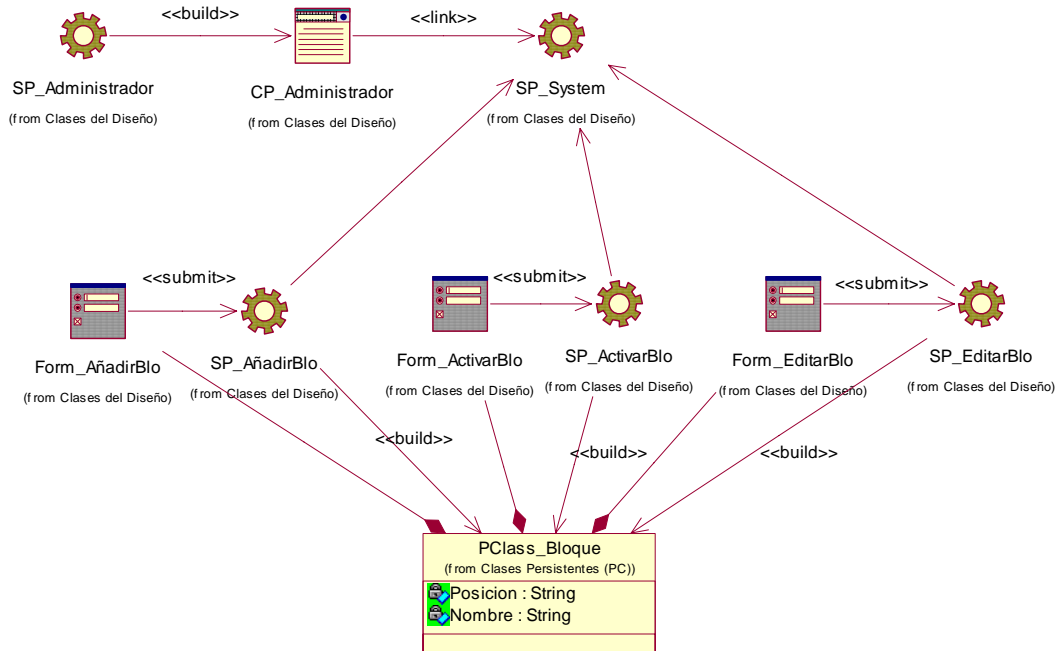 <<build>>
<<link>>
SP_Administrador
(from Clases del Diseño)
CP_Administrador
(from Clases del Diseño)
SP_System
(from Clases del Diseño)
<<submit>>
<<submit>>
<<submit>>
Form_AñadirBlo
(from Clases del Diseño)
SP_AñadirBlo
(from Clases del Diseño)
Form_ActivarBlo
(from Clases del Diseño)
SP_ActivarBlo
(from Clases del Diseño)
Form_EditarBlo
(from Clases del Diseño)
SP_EditarBlo
(from Clases del Diseño)
<<build>>
<<build>>
<<build>>
PClass_Bloque
(from Clases Persistentes (PC))
Posicion : String
Nombre : String